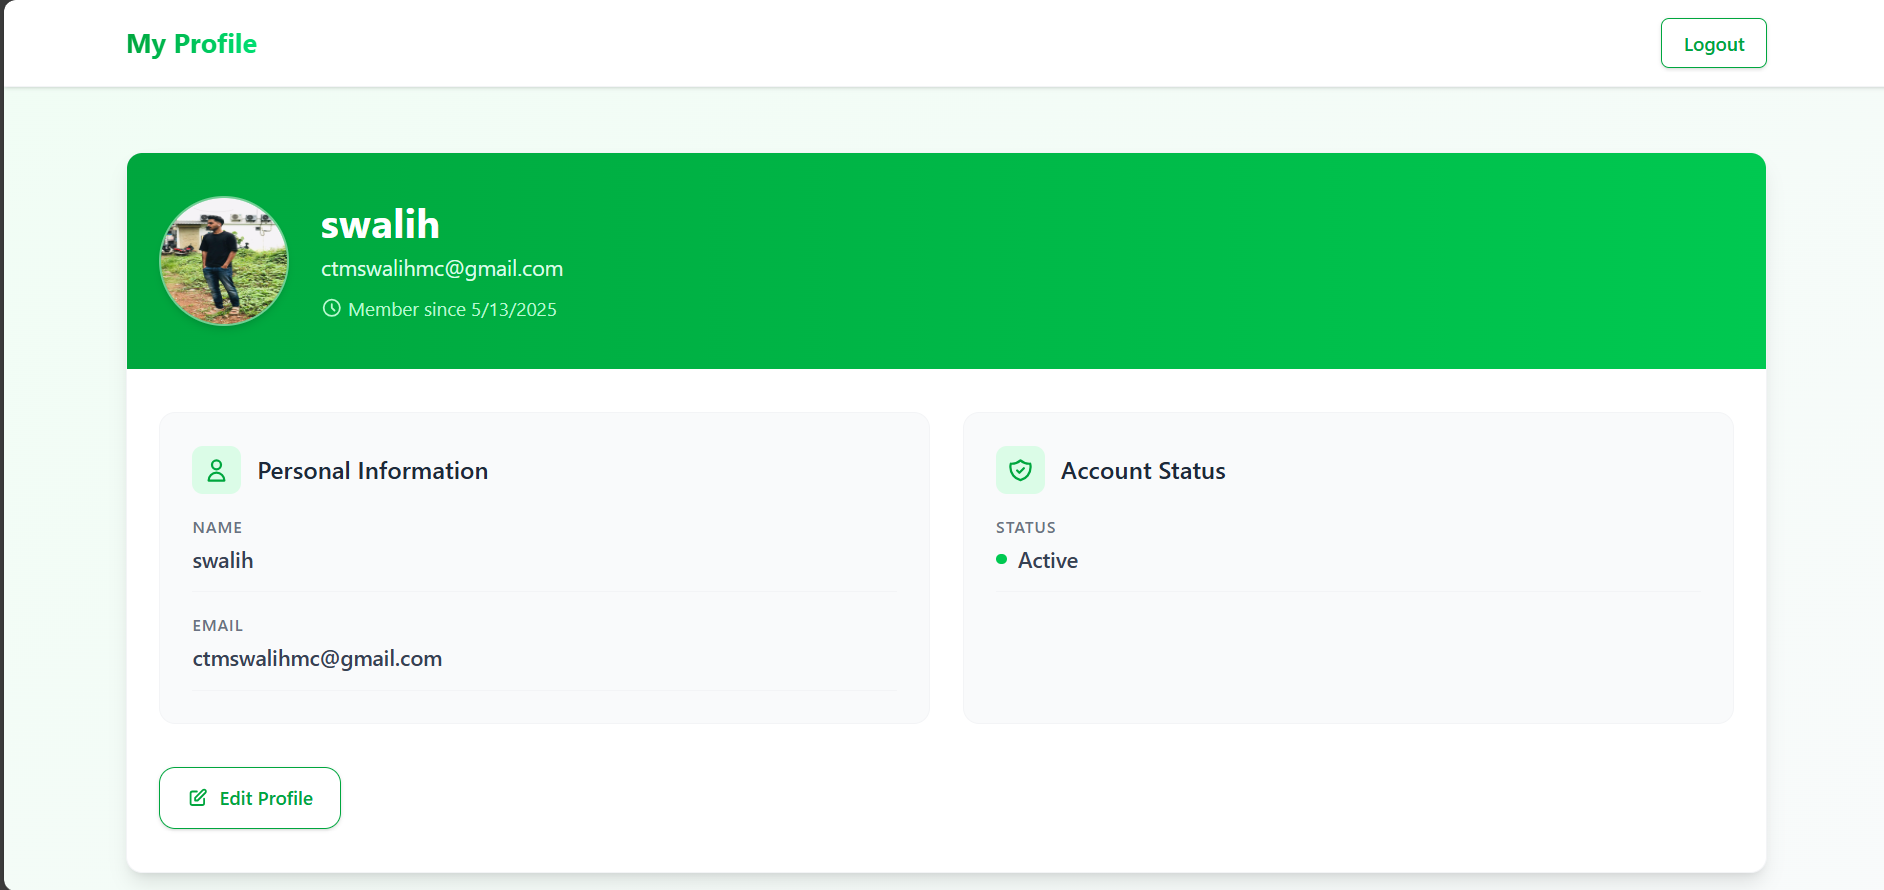 My Profile
Logout
swalih
ctmswalihmc@gmail.com
Member since 5/13/2025
Personal Information
NAME
swalih
EMAIL
ctmswalihmc@gmail.com
Account Status
STATUS
Active
Edit Profile